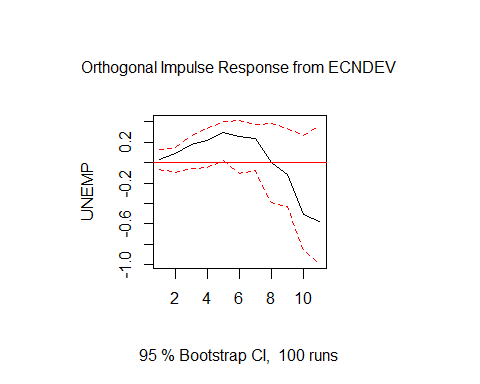 Orthogonal Impulse Response from ECNDEV
UNEMP
0.2
-0.2
-0.6
-1.0
2 4 6 8 10
95 % Bootstrap CI, 100 runs